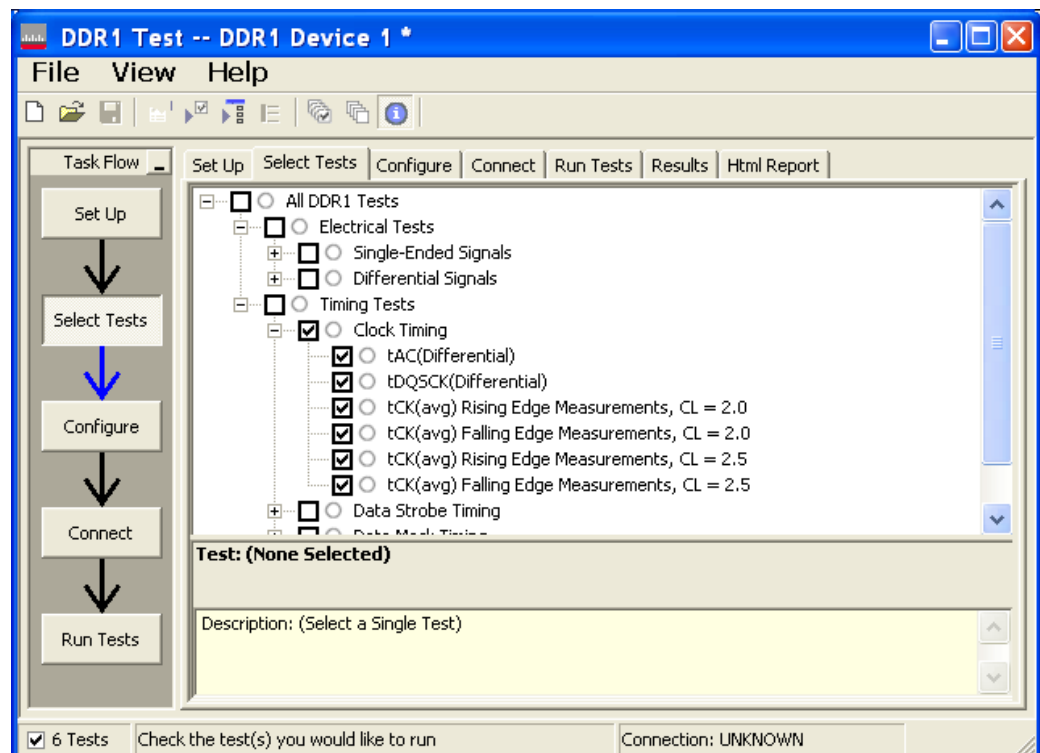 DDR1 Test -- DDR1 Device 1 *
File View Help
Task Flow
Set Up Select Tests Configure Connect Run Tests Results Html Report
Set Up
Select Tests
Configure
Connect
Run Tests
All DDR1 Tests
Electrical Tests
Single-Ended Signals
Differential Signals
Timing Tests
Clock Timing
tAC(Differential)
tDQSCK(Differential)
tCK(avg) Rising Edge Measurements, CL = 2.0
tCK(avg) Falling Edge Measurements, CL = 2.0
tCK(avg) Rising Edge Measurements, CL = 2.5
tCK(avg) Falling Edge Measurements, CL = 2.5
Data Strobe Timing
Data Mask Timing
Test: (None Selected)
Description: (Select a Single Test)
6 Tests Check the test(s) you would like to run Connection: UNKNOWN